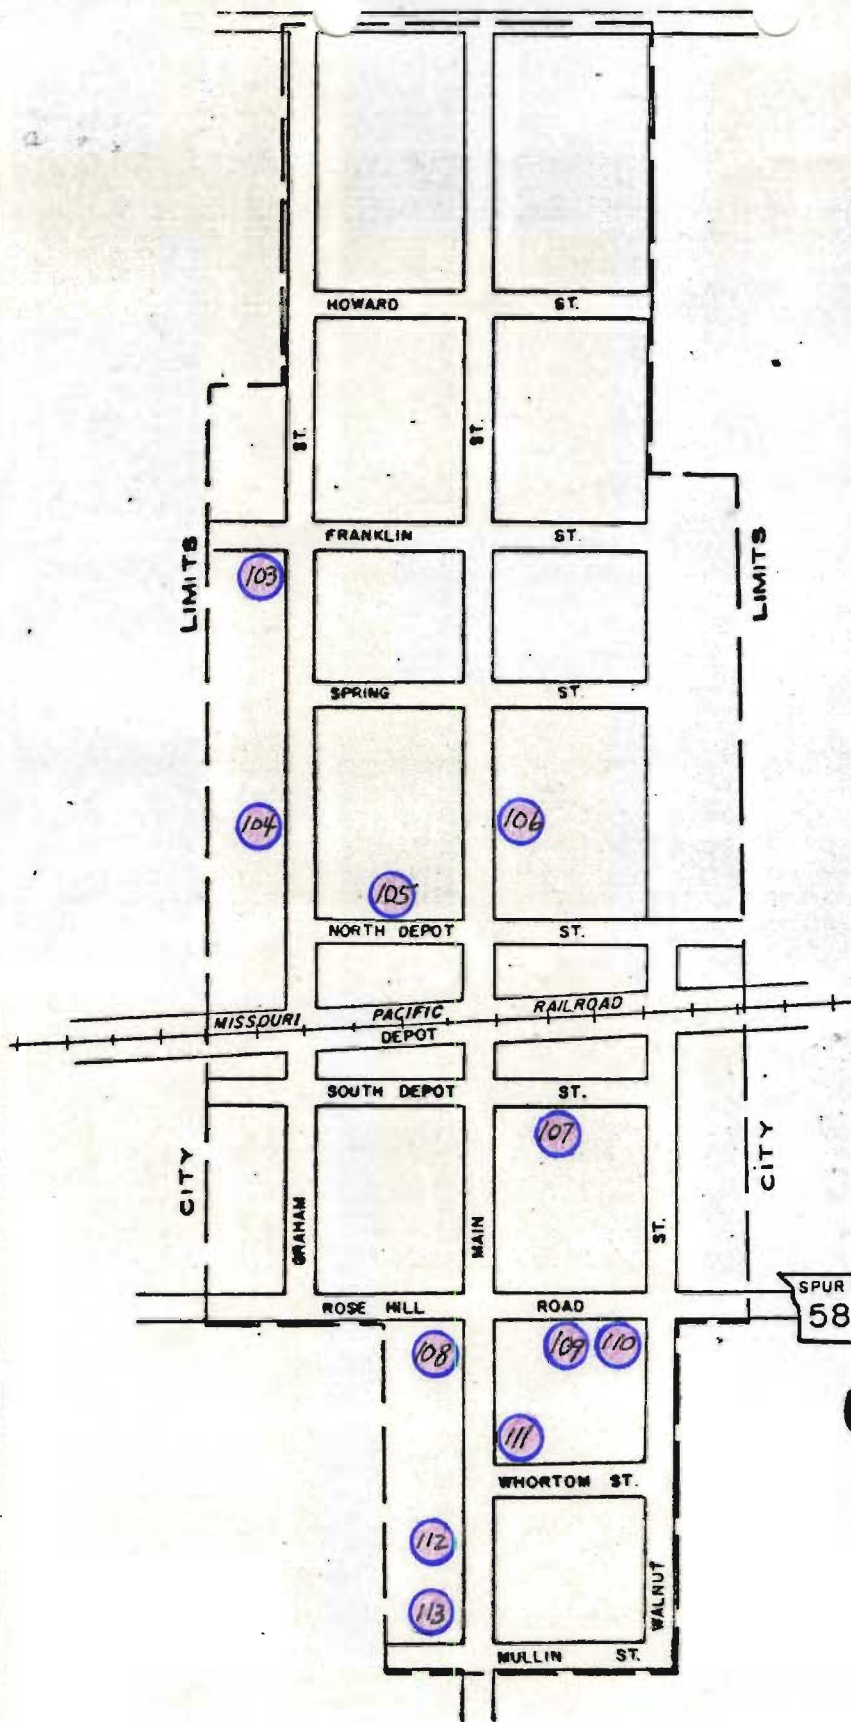 HOWARD ST.
ST.
ST.
FRANKLIN ST.
LIMITS
LIMITS
103
SPRING ST.
104
106
105
NORTH DEPOT ST.
MISSOURI PACIFIC RAILROAD
DEPOT
SOUTH DEPOT ST.
107
CITY
CITY
GRAHAM
MAIN
ST.
SPUR
58
ROSE HILL ROAD
108
109
110
111
WHORTOM ST.
112
WALNUT
113
MULLIN ST.